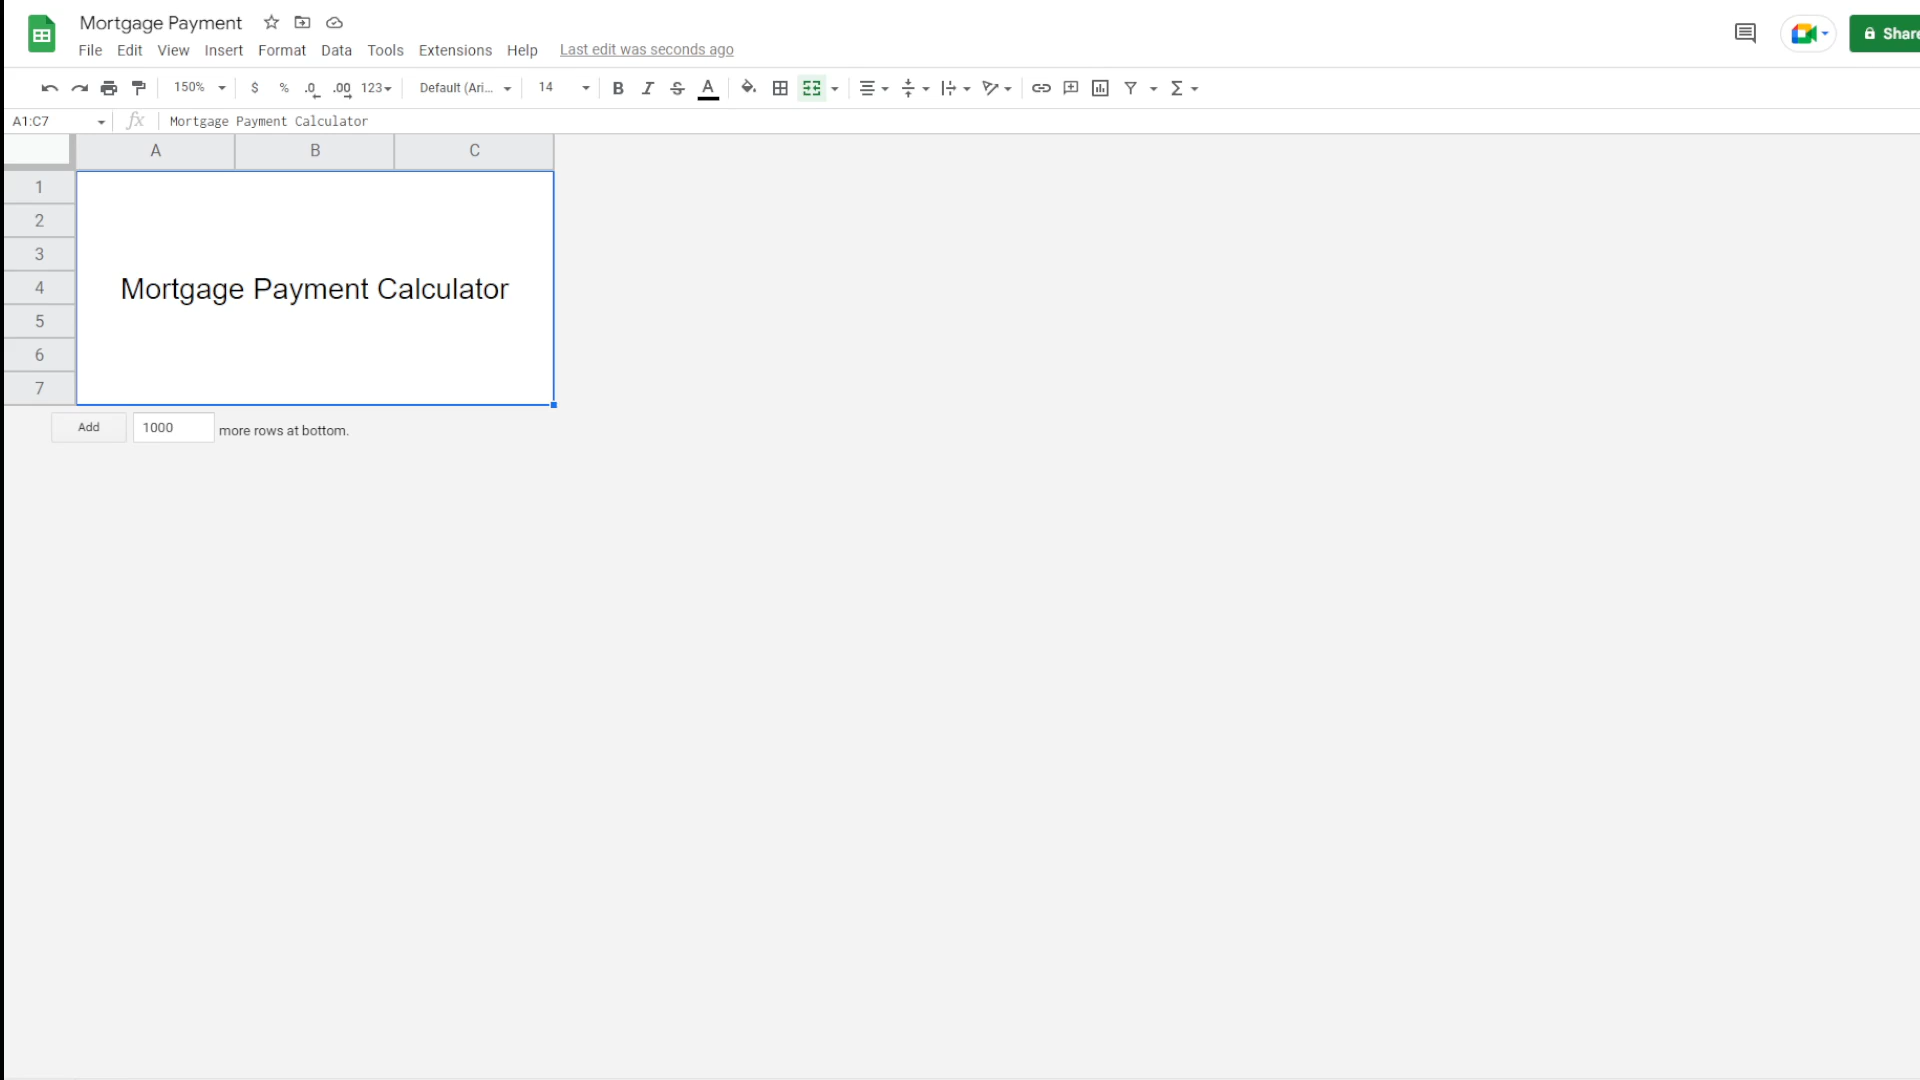 Mortgage Payment
File Edit View Insert Format Data Tools Extensions Help Last edit was seconds ago
Share
150% $ % .0 .00 123 Default (Ari... 14 B I S A
A1:C7 fx Mortgage Payment Calculator
A B C
1
2
3
Mortgage Payment Calculator
4
5
6
7
Add 1000 more rows at bottom.